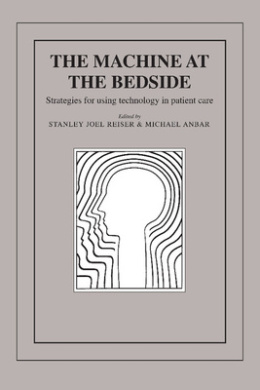 THE MACHINE AT
THE BEDSIDE
Strategies for using technology in patient care
Edited by
STANLEY JOEL REISER & MICHAEL ANBAR